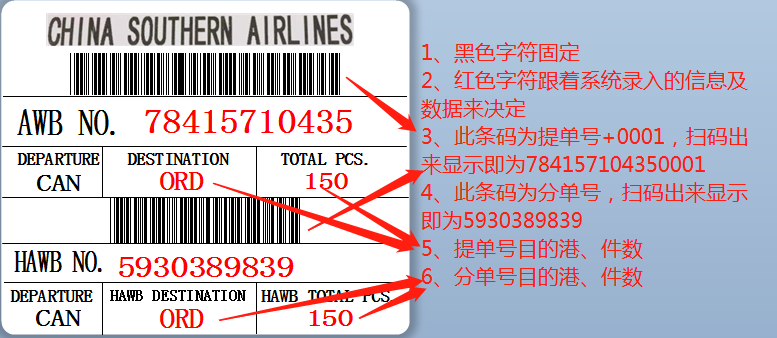 CHINA SOUTHERN AIRLINES
AWB NO. 78415710435
DEPARTURE DESTINATION TOTAL PCS.
CAN ORD 150
HAWB NO. 5930389839
DEPARTURE HAWB DESTINATION HAWB TOTAL PCS
CAN ORD 150
1、黑色字符固定
2、红色字符跟着系统录入的信息及
数据来决定
3、此条码为提单号+0001，扫码出
来显示即为784157104350001
4、此条码为分单号，扫码出来显示
即为5930389839
5、提单号目的港、件数
6、分单号目的港、件数